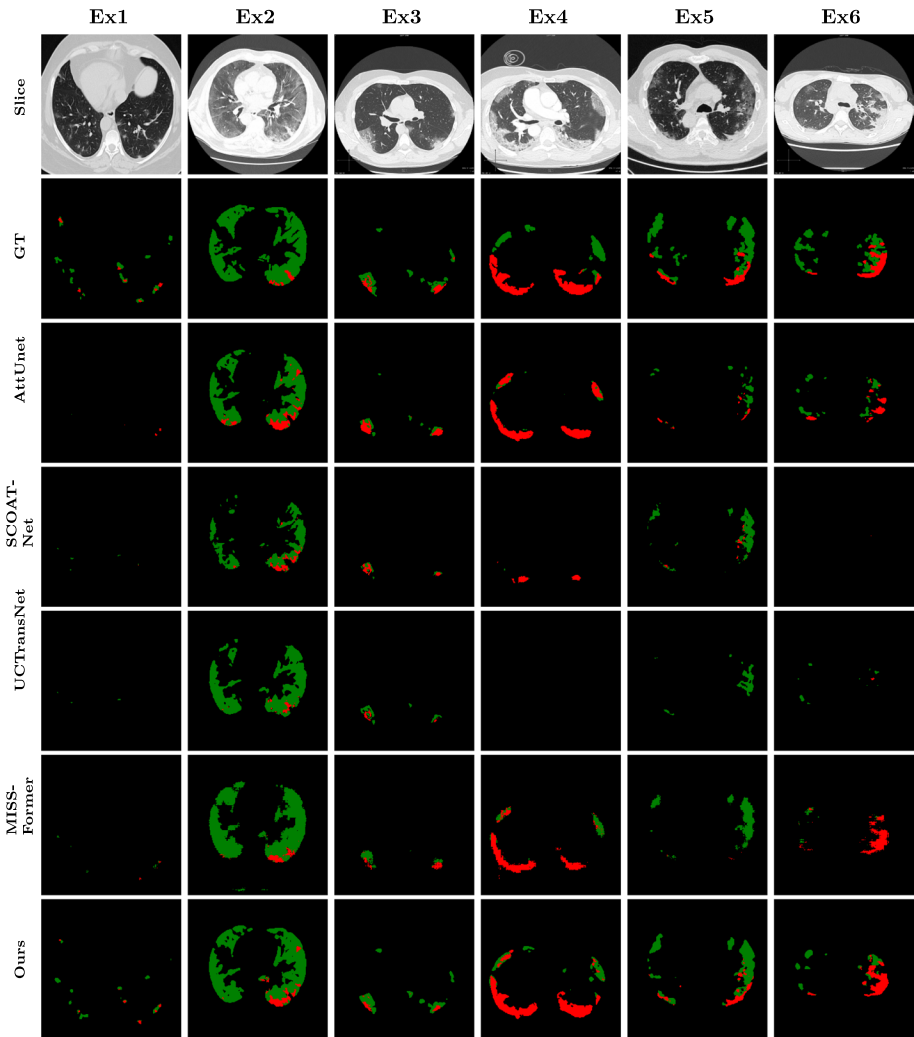 Ex1 Ex2 Ex3 Ex4 Ex5 Ex6
Slice
GT
AttUnet
SCOAT-
Net
UCTransNet
MISS-
Former
Ours